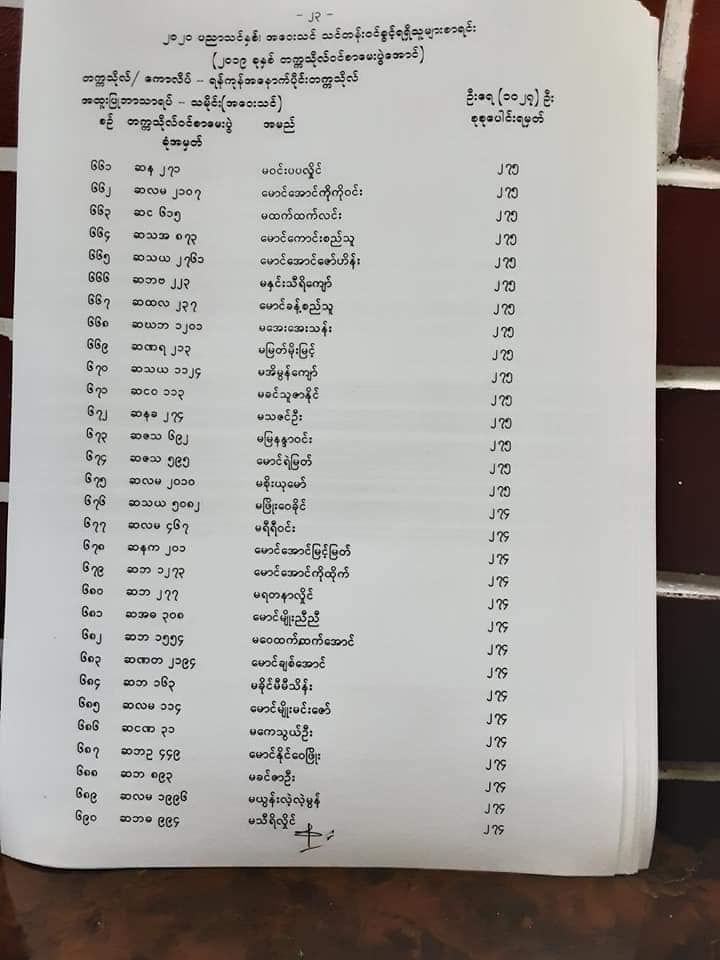 - ၂၃ -
၂၀၂၁ ပညာသင်နှစ်၊ အဝေးသင် သင်တန်းဝင်ခွင့်ရရှိသူများစာရင်း
(၂၀၁၉ ခုနှစ် တက္ကသိုလ်ဝင်စာမေးပွဲအောင်)
တက္ကသိုလ်/ ကောလိပ် - ရန်ကုန်အနောက်ပိုင်းတက္ကသိုလ်
အထူးပြုဘာသာရပ် - သမိုင်း(အဝေးသင်) ဦးရေ (၁၀၂၇) ဦး
စဉ် တက္ကသိုလ်ဝင်စာမေးပွဲ အမည် စုစုပေါင်းရမှတ်
ခုံအမှတ်
၆၆၁ ဆန ၂၇၁ မဝင်းပပလှိုင် ၂၇၅
၆၆၂ ဆလမ ၂၁၀၇ မောင်အောင်ကိုကိုဝင်း ၂၇၅
၆၆၃ ဆင ၆၁၅ မထက်ထက်လင်း ၂၇၅
၆၆၄ ဆသအ ၈၇၃ မောင်ကောင်းစည်သူ ၂၇၅
၆၆၅ ဆသယ ၂၇၆၁ မောင်အောင်ဇော်ဟိန်း ၂၇၅
၆၆၆ ဆဘဗ ၂၂၃ မနှင်းသီရိကျော် ၂၇၅
၆၆၇ ဆထလ ၂၃၇ မောင်ခန့်စည်သူ ၂၇၅
၆၆၈ ဆဃဘ ၁၂၀၁ မအေးအေးသန်း ၂၇၅
၆၆၉ ဆဏရ ၂၁၃ မမြတ်မိုးမြင့် ၂၇၅
၆၇၀ ဆသယ ၁၁၂၄ မအိမွန်ကျော် ၂၇၅
၆၇၁ ဆငဝ ၁၁၃ မခင်သူဇာနိုင် ၂၇၅
၆၇၂ ဆနခ ၂၇၄ မသဇင်ဦး ၂၇၅
၆၇၃ ဆဇသ ၆၉၂ မမြနန္ဒာဝင်း ၂၇၅
၆၇၄ ဆဇသ ၅၉၅ မောင်ရဲမြတ် ၂၇၅
၆၇၅ ဆလမ ၂၀၁၀ မစိုးယုမော် ၂၇၅
၆၇၆ ဆသယ ၅၀၈၂ မဖြိုးဝေခိုင် ၂၇၄
၆၇၇ ဆလမ ၄၆၇ မရီရီဝင်း ၂၇၄
၆၇၈ ဆနက ၂၀၁ မောင်အောင်မြင့်မြတ် ၂၇၄
၆၇၉ ဆဘ ၁၂၇၃ မောင်အောင်ကိုထိုက် ၂၇၄
၆၈၀ ဆဘ ၂၇၇ မရတနာလှိုင် ၂၇၄
၆၈၁ ဆအခ ၃၀၈ မောင်မျိုးညီညီ ၂၇၄
၆၈၂ ဆဘ ၁၅၅၄ မဝေထက်ဆက်အောင် ၂၇၄
၆၈၃ ဆဏတ ၂၁၉၄ မောင်ချစ်အောင် ၂၇၄
၆၈၄ ဆဘ ၁၆၃ မခိုင်မီမီသိန်း ၂၇၄
၆၈၅ ဆလမ ၁၁၄ မောင်မျိုးမင်းဇော် ၂၇၄
၆၈၆ ဆငဏ ၃၁ မကေသွယ်ဦး ၂၇၄
၆၈၇ ဆဘဥ ၄၄၉ မောင်နိုင်ဝေဖြိုး ၂၇၄
၆၈၈ ဆဘ ၈၉၃ မခင်ဇာဦး ၂၇၄
၆၈၉ ဆလမ ၁၉၉၆ မယွန်းလဲ့လဲ့မွန် ၂၇၄
၆၉၀ ဆဘခ ၉၉၄ မသီရိလှိုင် ၂၇၄